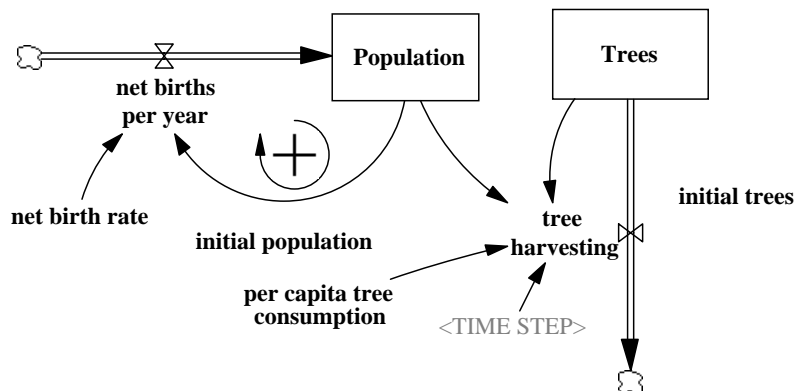 Population
Trees
net births
per year
net birth rate
initial population
tree
harvesting
initial trees
per capita tree
consumption
<TIME STEP>